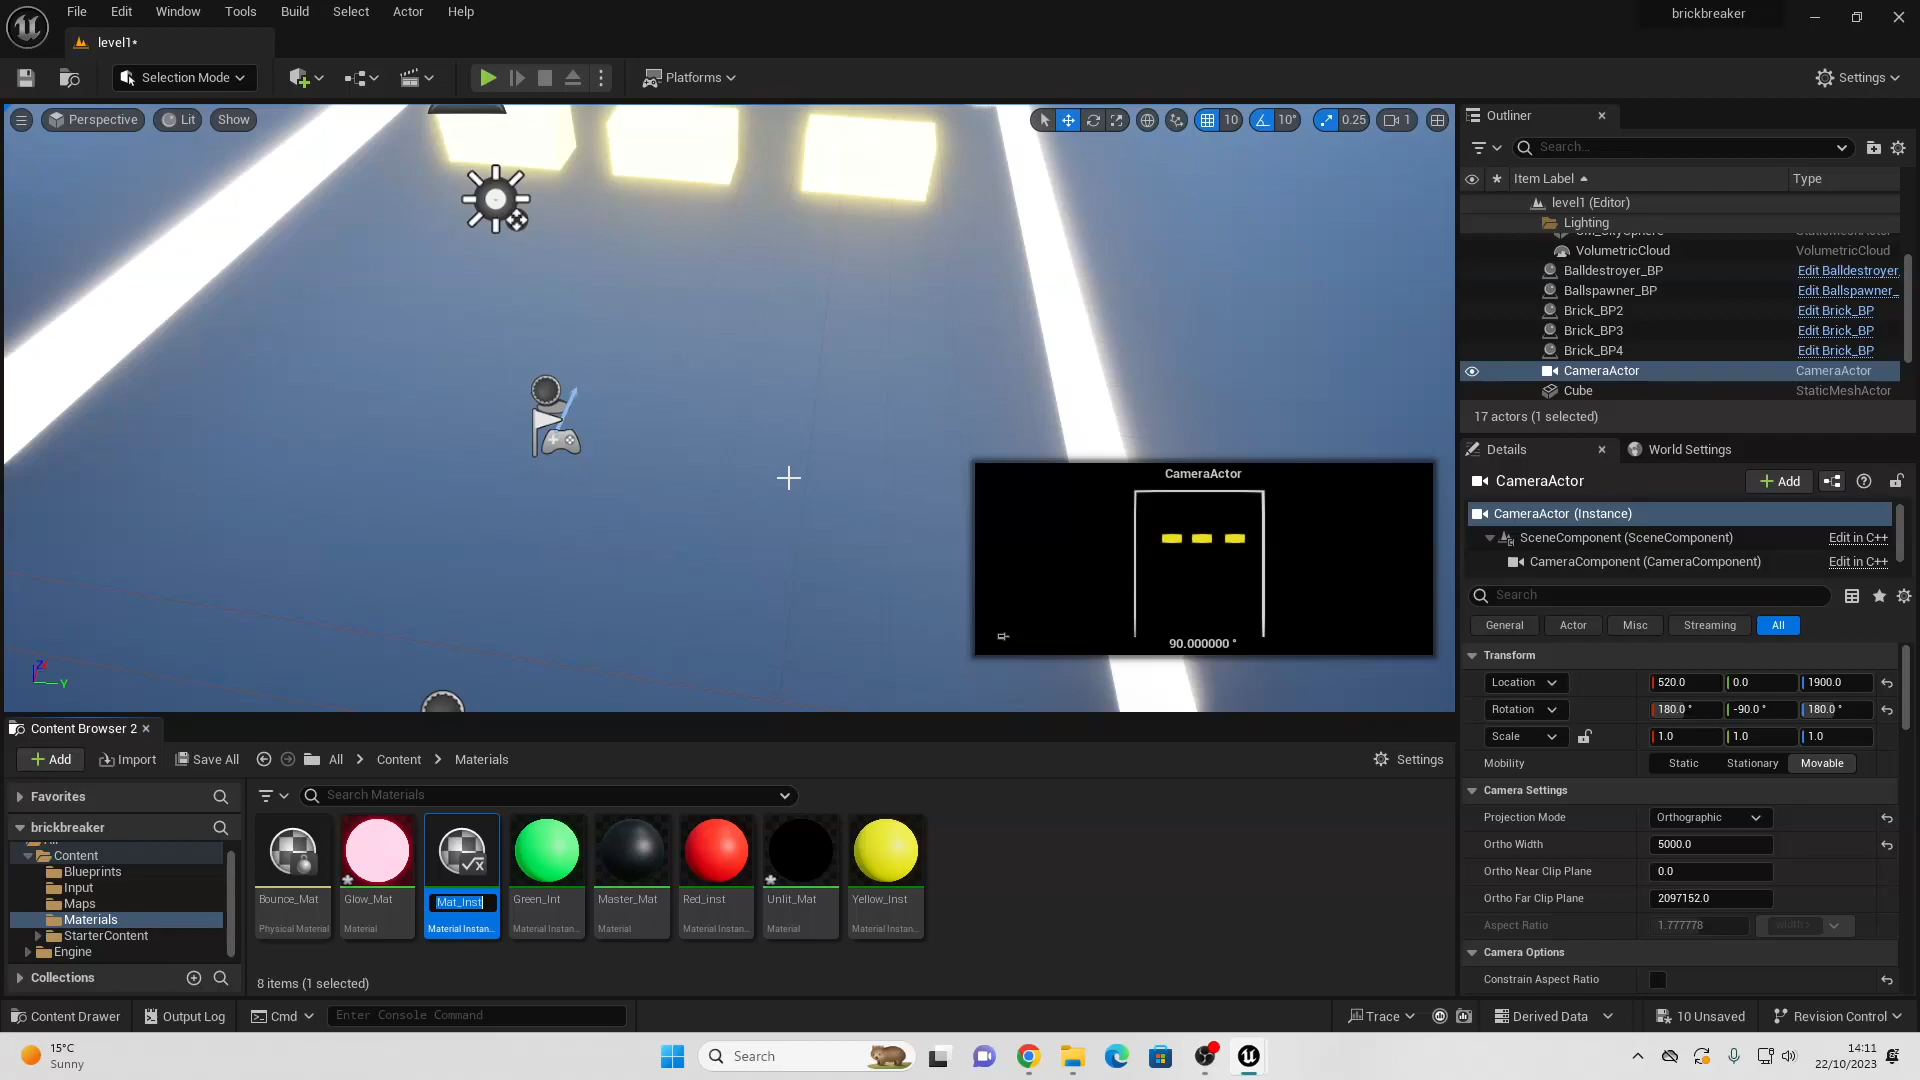 File Edit Window Tools Build Select Actor Help
brickbreaker
level1*
Selection Mode
Platforms
Settings
Perspective Lit Show
10 10° 0.25 1
CameraActor
90.000000 °
Z
Y
Outliner
Search...
Item Label Type
level1 (Editor)
Lighting
VolumetricCloud VolumetricCloud
Balldestroyer_BP Edit Balldestroyer
Ballspawner_BP Edit Ballspawner_
Brick_BP2 Edit Brick_BP
Brick_BP3 Edit Brick_BP
Brick_BP4 Edit Brick_BP
CameraActor CameraActor
Cube StaticMeshActor
17 actors (1 selected)
Details World Settings
CameraActor Add
CameraActor (Instance)
SceneComponent (SceneComponent) Edit in C++
CameraComponent (CameraComponent) Edit in C++
Search
General Actor Misc Streaming All
Transform
Location 520.0 0.0 1900.0
Rotation 180.0 ° -90.0 ° 180.0 °
Scale 1.0 1.0 1.0
Mobility Static Stationary Movable
Camera Settings
Projection Mode Orthographic
Ortho Width 5000.0
Ortho Near Clip Plane 0.0
Ortho Far Clip Plane 2097152.0
Aspect Ratio 1.777778
Camera Options
Constrain Aspect Ratio
Content Browser 2
Add Import Save All All Content Materials Settings
Favorites
brickbreaker
Content
Blueprints
Input
Maps
Materials
StarterContent
Engine
Collections
Search Materials
Bounce_Mat Glow_Mat Mat_Inst Green_Int Master_Mat Red_inst Unlit_Mat Yellow_Inst
Physical Material Material Material Instan... Material Instan... Material Material Instan... Material Material Instan...
8 items (1 selected)
Content Drawer Output Log Cmd Enter Console Command Trace Derived Data 10 Unsaved Revision Control
15°C
Sunny
Search
14:11
22/10/2023